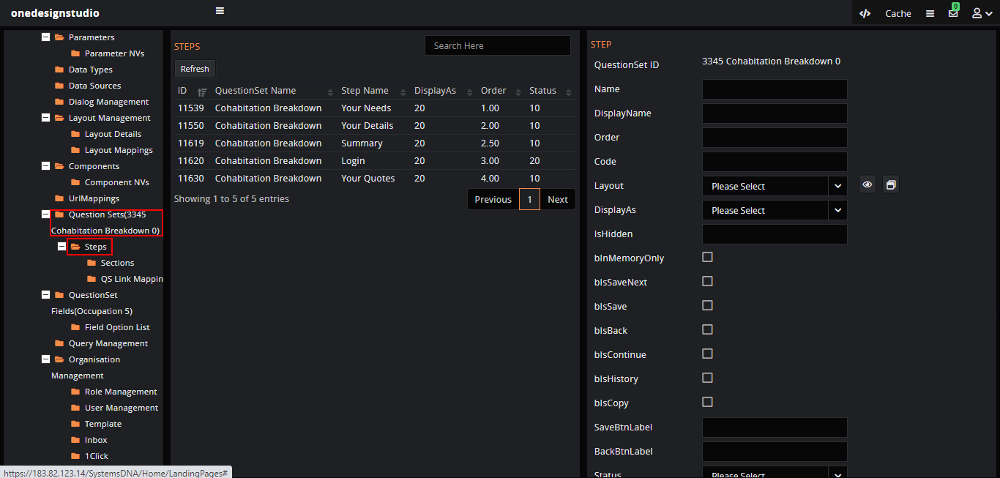 onedesignstudio
Cache
0
Parameters
Parameter NVs
Data Types
Data Sources
Dialog Management
Layout Management
Layout Details
Layout Mappings
Components
Component NVs
UrlMappings
Question Sets(3345
Cohabitation Breakdown 0)
Steps
Sections
QS Link Mappin
QuestionSet
Fields(Occupation 5)
Field Option List
Query Management
Organisation
Management
Role Management
User Management
Template
Inbox
1Click
https://183.82.123.14/SystemsDNA/Home/LandingPages#
STEPS
Search Here
Refresh
ID QuestionSet Name Step Name DisplayAs Order Status
11539 Cohabitation Breakdown Your Needs 20 1.00 10
11550 Cohabitation Breakdown Your Details 20 2.00 10
11619 Cohabitation Breakdown Summary 20 2.50 10
11620 Cohabitation Breakdown Login 20 3.00 20
11630 Cohabitation Breakdown Your Quotes 20 4.00 10
Showing 1 to 5 of 5 entries
Previous 1 Next
STEP
QuestionSet ID 3345 Cohabitation Breakdown 0
Name
DisplayName
Order
Code
Layout Please Select
DisplayAs Please Select
IsHidden
bInMemoryOnly
bIsSaveNext
bIsSave
bIsBack
bIsContinue
bIsHistory
bIsCopy
SaveBtnLabel
BackBtnLabel
Status Please Select